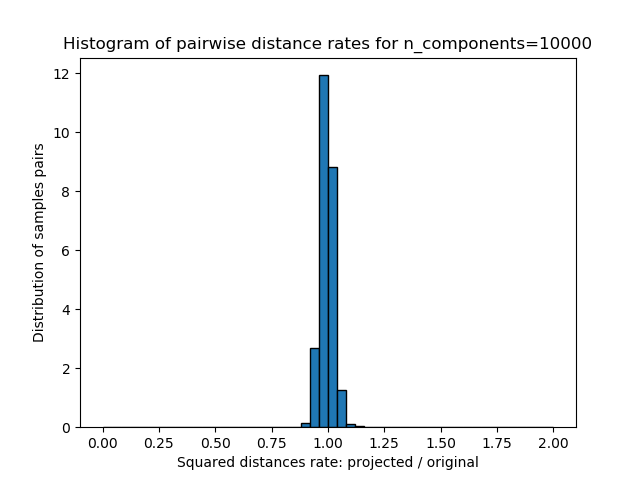 Histogram of pairwise distance rates for n_components=10000
12
10
8
6
4
2
0
Distribution of samples pairs
0.00 0.25 0.50 0.75 1.00 1.25 1.50 1.75 2.00
Squared distances rate: projected / original